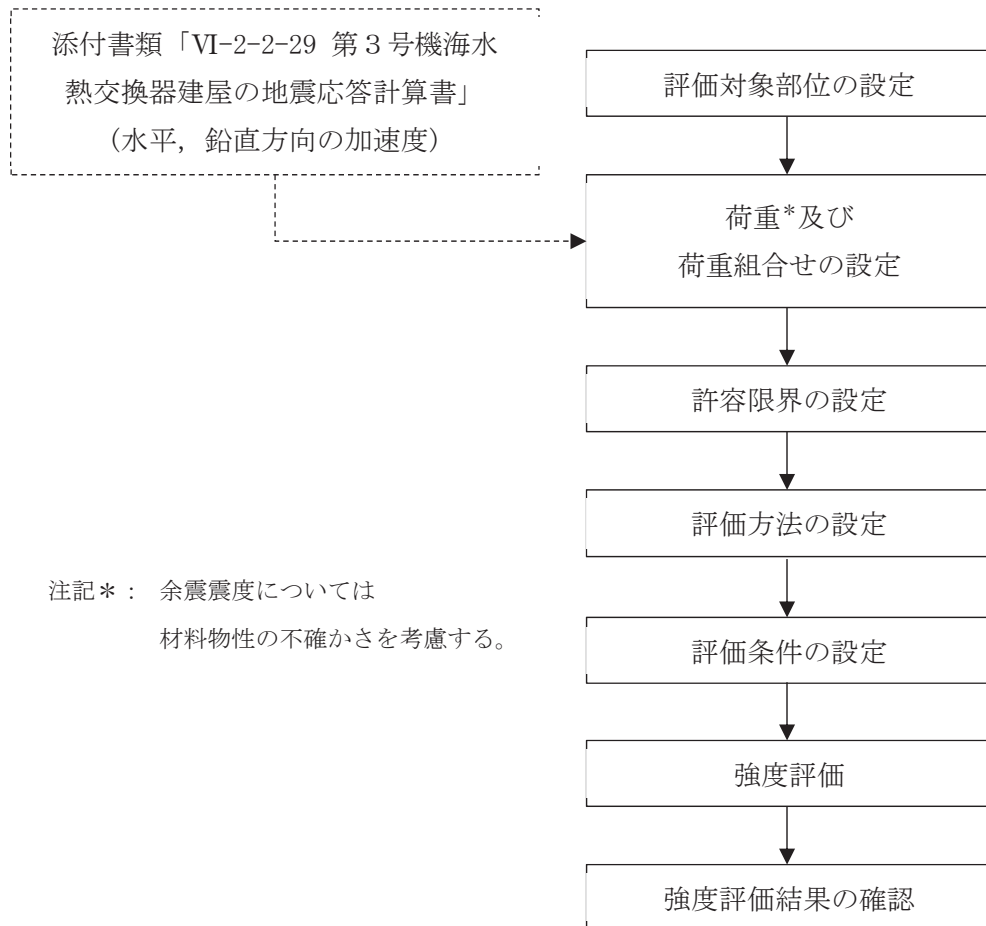 添付書類「Ⅵ-2-2-29 第3号機海水
熱交換器建屋の地震応答計算書」
（水平，鉛直方向の加速度）
評価対象部位の設定
荷重*及び
荷重組合せの設定
許容限界の設定
評価方法の設定
注記＊： 余震震度については
材料物性の不確かさを考慮する。
評価条件の設定
強度評価
強度評価結果の確認